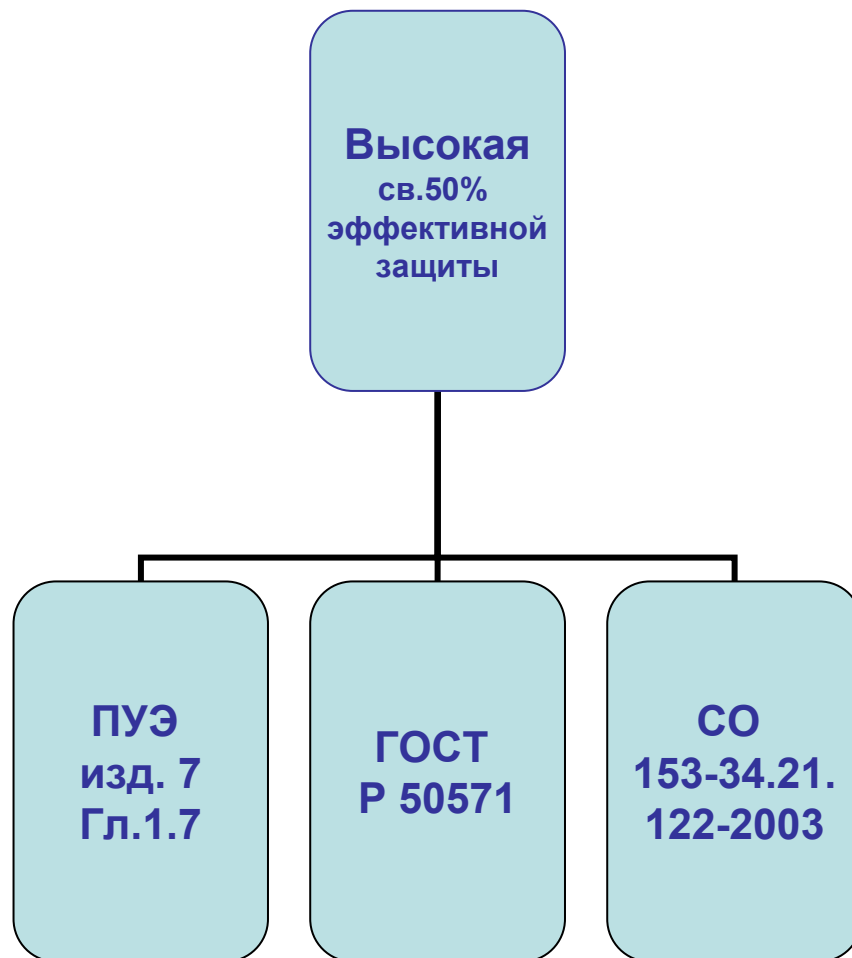 Высокая
св.50%
эффективной
защиты
ПУЭ
изд. 7
Гл.1.7
ГОСТ
Р 50571
СО
153-34.21.
122-2003